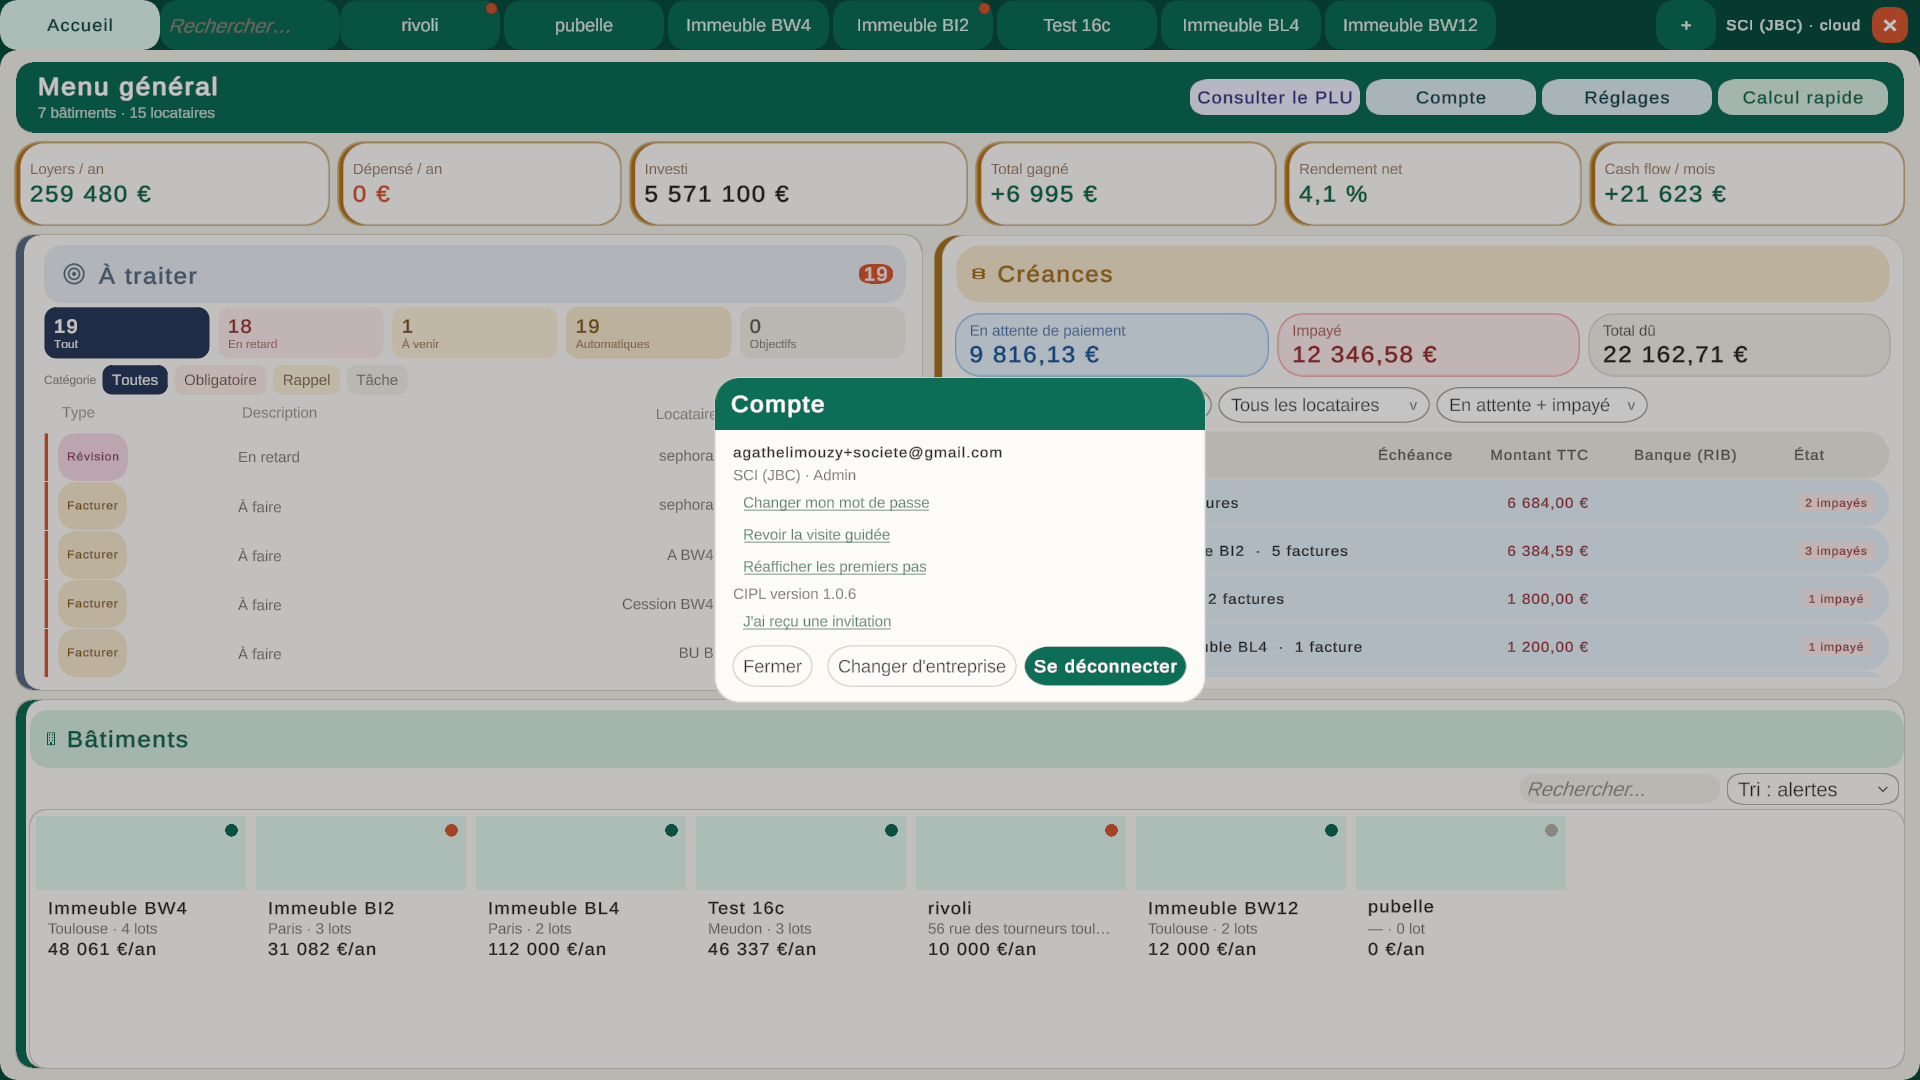 Accueil
Rechercher...
rivoli
pubelle
Immeuble BW4
Immeuble BI2
Test 16c
Immeuble BL4
Immeuble BW12
+
SCI (JBC) · cloud
×
Menu général
7 bâtiments · 15 locataires
Consulter le PLU
Compte
Réglages
Calcul rapide
Loyers / an
259 480 €
Dépensé / an
0 €
Investi
5 571 100 €
Total gagné
+6 995 €
Rendement net
4,1 %
Cash flow / mois
+21 623 €
À traiter
19
19
Tout
18
En retard
1
À venir
19
Automatiques
0
Objectifs
Catégorie
Toutes
Obligatoire
Rappel
Tâche
Type
Description
Locataire
Révision
En retard
sephora
Facturer
À faire
sephora
Facturer
À faire
A BW4
Facturer
À faire
Cession BW4
Facturer
À faire
BU B
Créances
En attente de paiement
9 816,13 €
Impayé
12 346,58 €
Total dû
22 162,71 €
Tous les locataires v
En attente + impayé v
Échéance
Montant TTC
Banque (RIB)
État
ures
6 684,00 €
2 impayés
e BI2 · 5 factures
6 384,59 €
3 impayés
2 factures
1 800,00 €
1 impayé
uble BL4 · 1 facture
1 200,00 €
1 impayé
Compte
agathelimouzy+societe@gmail.com
SCI (JBC) · Admin
Changer mon mot de passe
Revoir la visite guidée
Réafficher les premiers pas
CIPL version 1.0.6
J'ai reçu une invitation
Fermer
Changer d'entreprise
Se déconnecter
Bâtiments
Rechercher...
Tri : alertes
Immeuble BW4
Toulouse · 4 lots
48 061 €/an
Immeuble BI2
Paris · 3 lots
31 082 €/an
Immeuble BL4
Paris · 2 lots
112 000 €/an
Test 16c
Meudon · 3 lots
46 337 €/an
rivoli
56 rue des tourneurs toul...
10 000 €/an
Immeuble BW12
Toulouse · 2 lots
12 000 €/an
pubelle
— · 0 lot
0 €/an